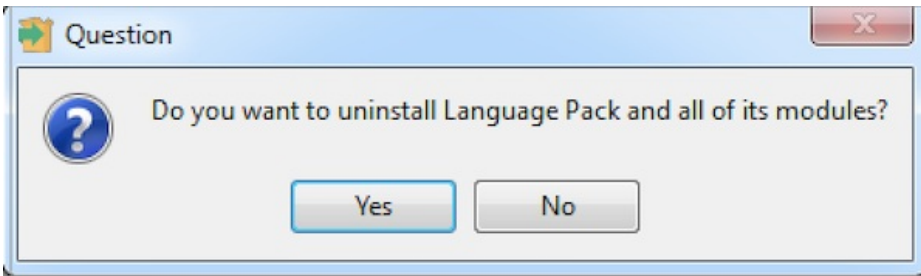 Question
Do you want to uninstall Language Pack and all of its modules?
Yes
No